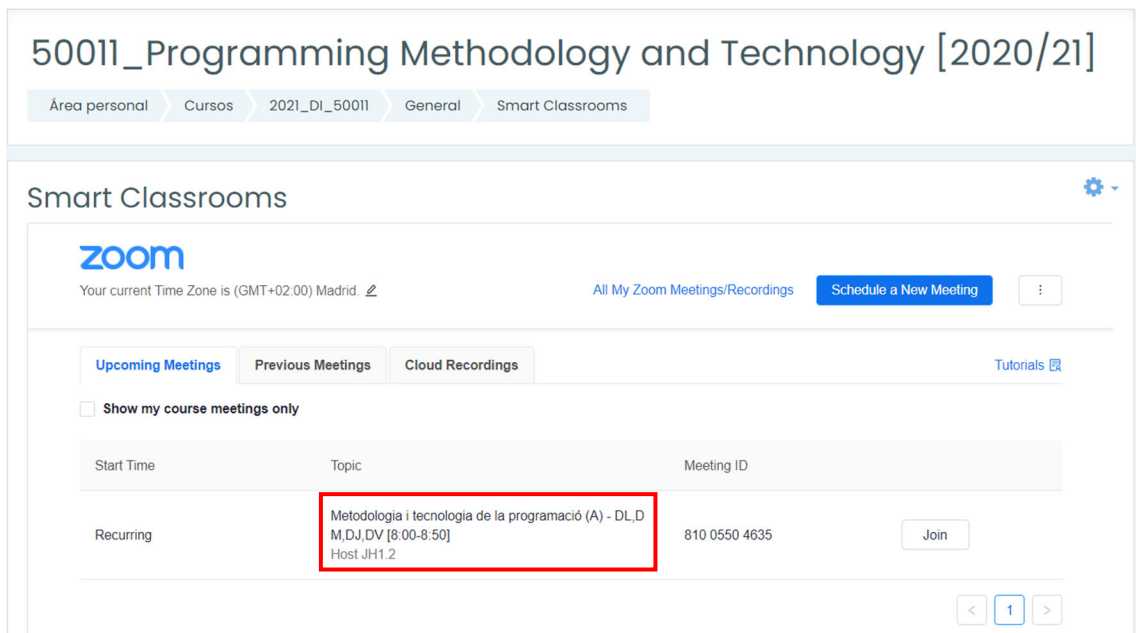 50011_Programming Methodology and Technology [2020/21]
Área personal Cursos 2021_DI_50011 General Smart Classrooms
Smart Classrooms
zoom
Your current Time Zone is (GMT+02:00) Madrid.
All My Zoom Meetings/Recordings Schedule a New Meeting
Upcoming Meetings Previous Meetings Cloud Recordings Tutorials
Show my course meetings only
Start Time Topic Meeting ID
Metodologia i tecnologia de la programació (A) - DL,D
Recurring M,DJ,DV [8:00-8:50] 810 0550 4635 Join
Host JH1.2
< 1 >